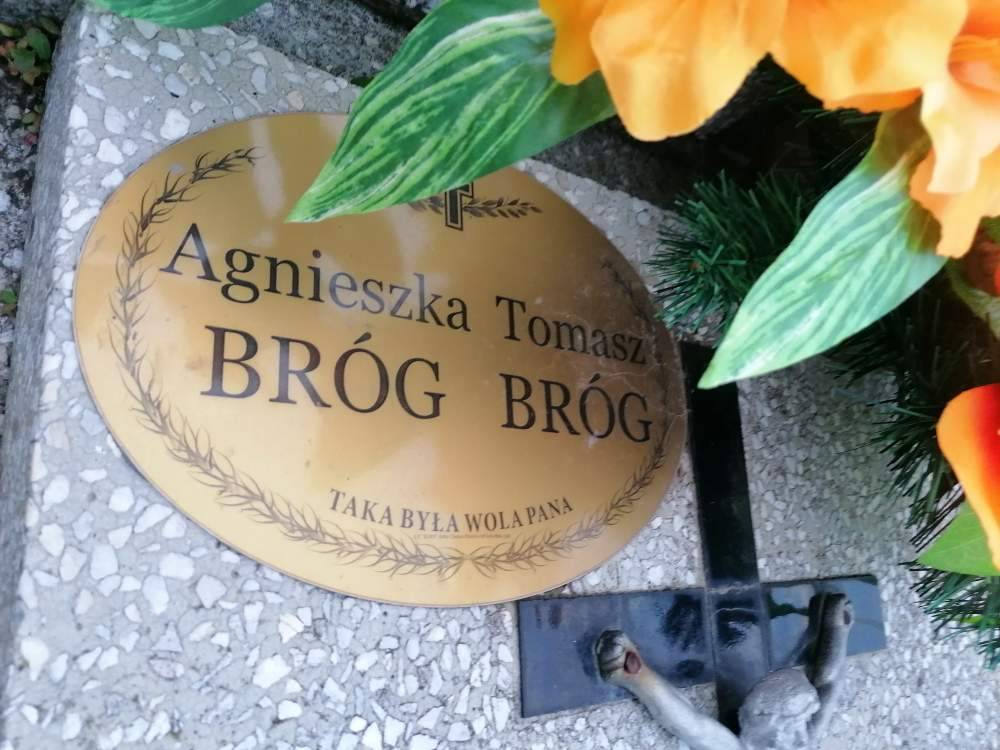 Agnieszka Tomasz
BRÓG BRÓG
TAKA BYŁA WOLA PANA